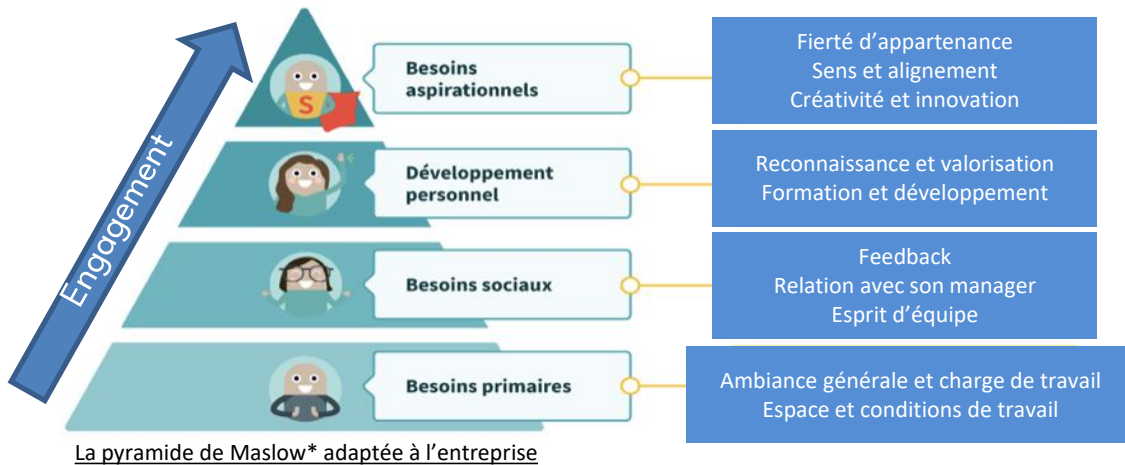 Engagement
Besoins
aspirationnels
Fierté d’appartenance
Sens et alignement
Créativité et innovation
S
Développement
personnel
Reconnaissance et valorisation
Formation et développement
Besoins sociaux
Feedback
Relation avec son manager
Esprit d’équipe
Besoins primaires
Ambiance générale et charge de travail
Espace et conditions de travail
La pyramide de Maslow* adaptée à l’entreprise